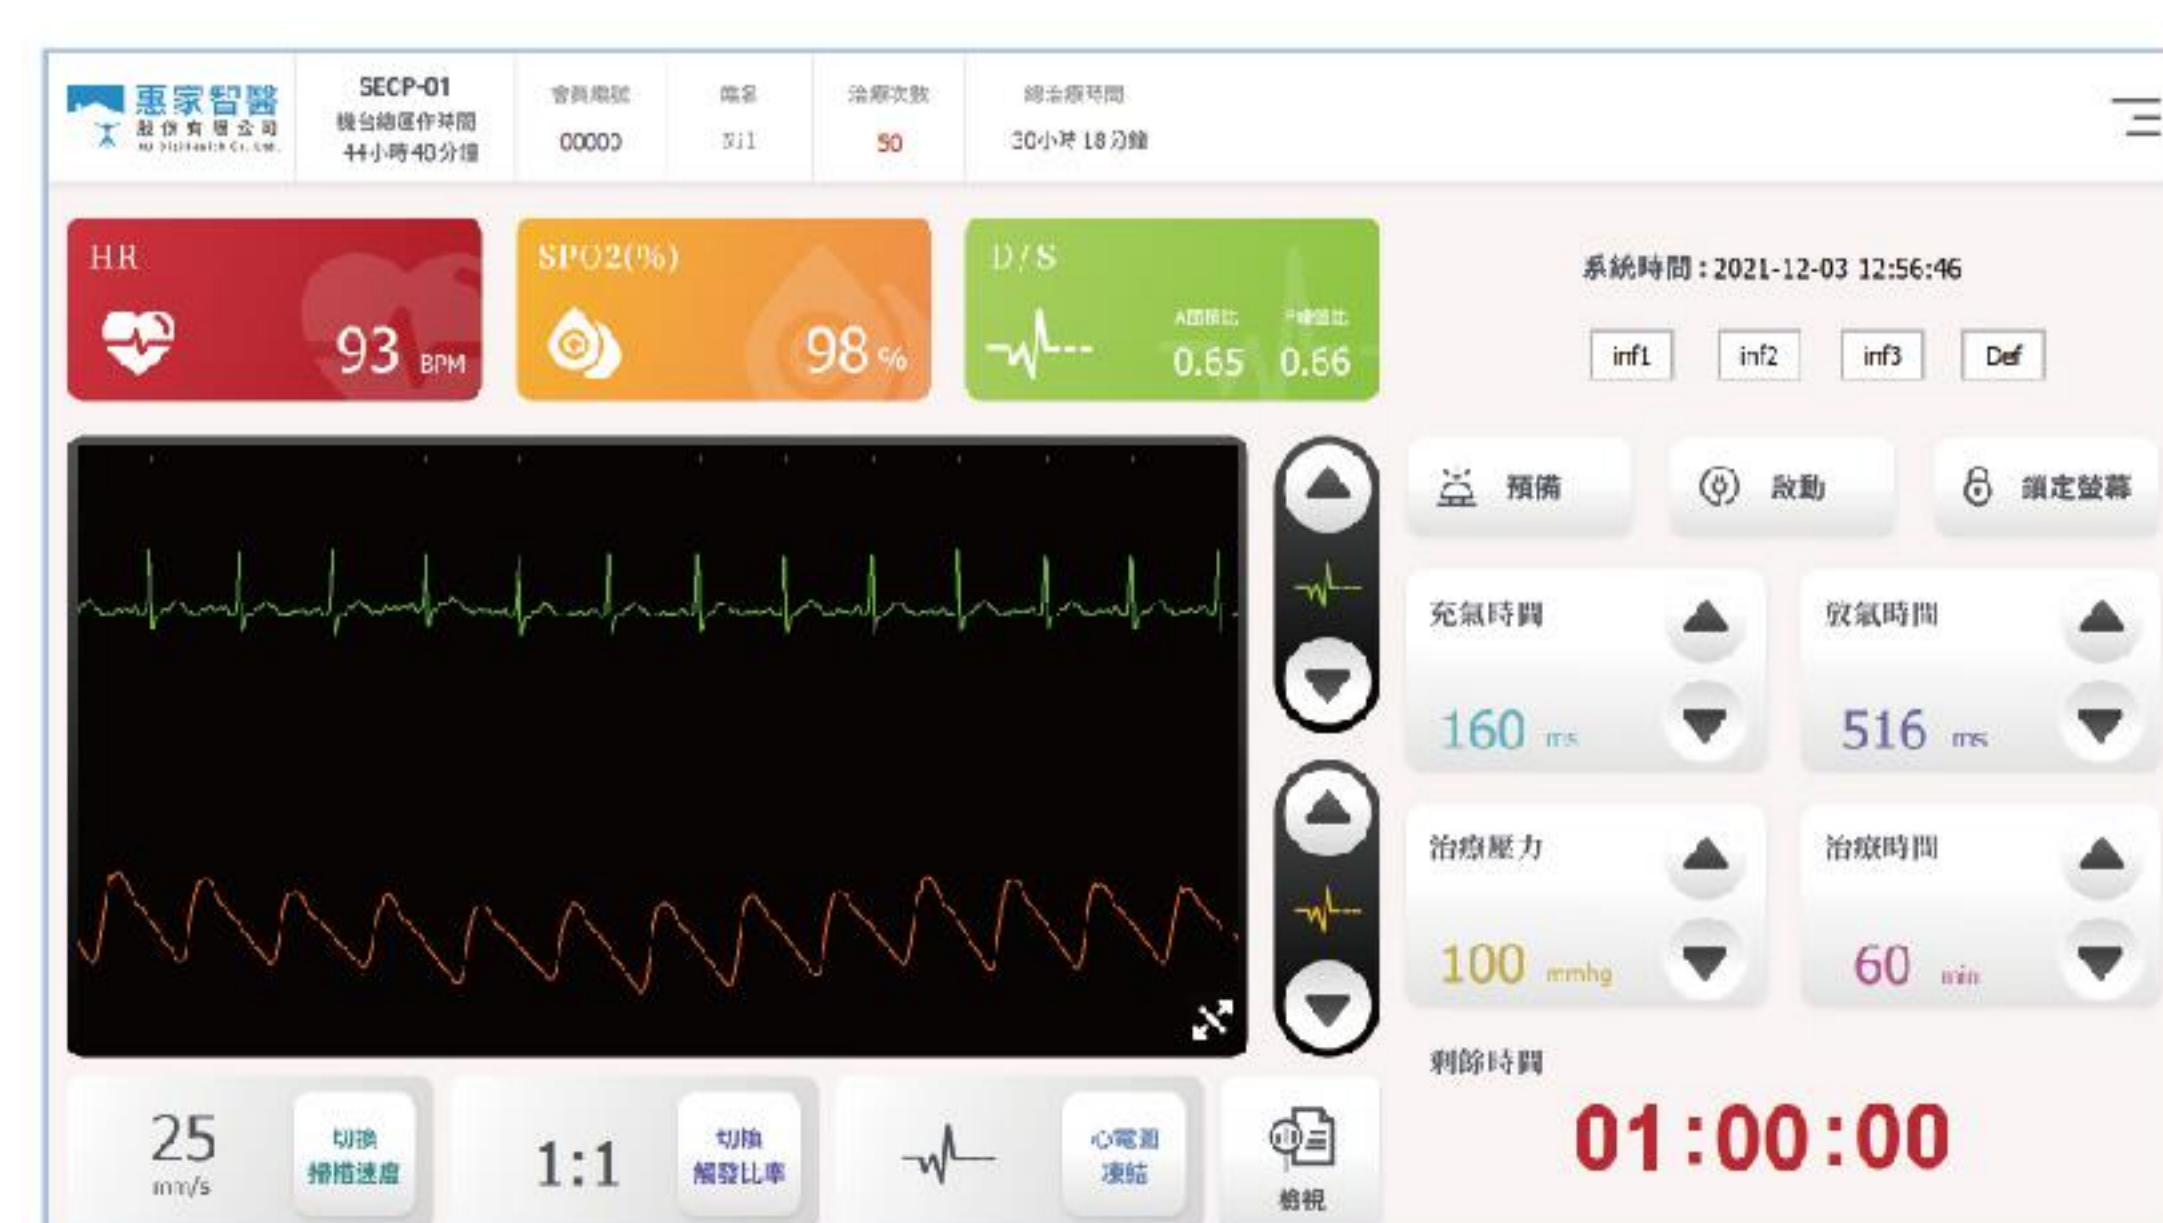 惠家智醫
股份有限公司
SECP-01
機台總運作時間
44小時40分鐘
會員編號
00000
治療次數
50
總治療時間
30小時18分鐘
HR
93 BPM
SPO2(%)
98 %
D/S
0.65 0.66
系統時間：2021-12-03 12:56:46
inf1 inf2 inf3 Def
預備
啟動
鎖定螢幕
充氣時間
160 ms
放氣時間
516 ms
治療壓力
100 mmhg
治療時間
60 min
剩餘時間
01:00:00
25
mm/s
切換
掃描速度
1:1
切換
觸發比率
心電圖
凍結
檢視